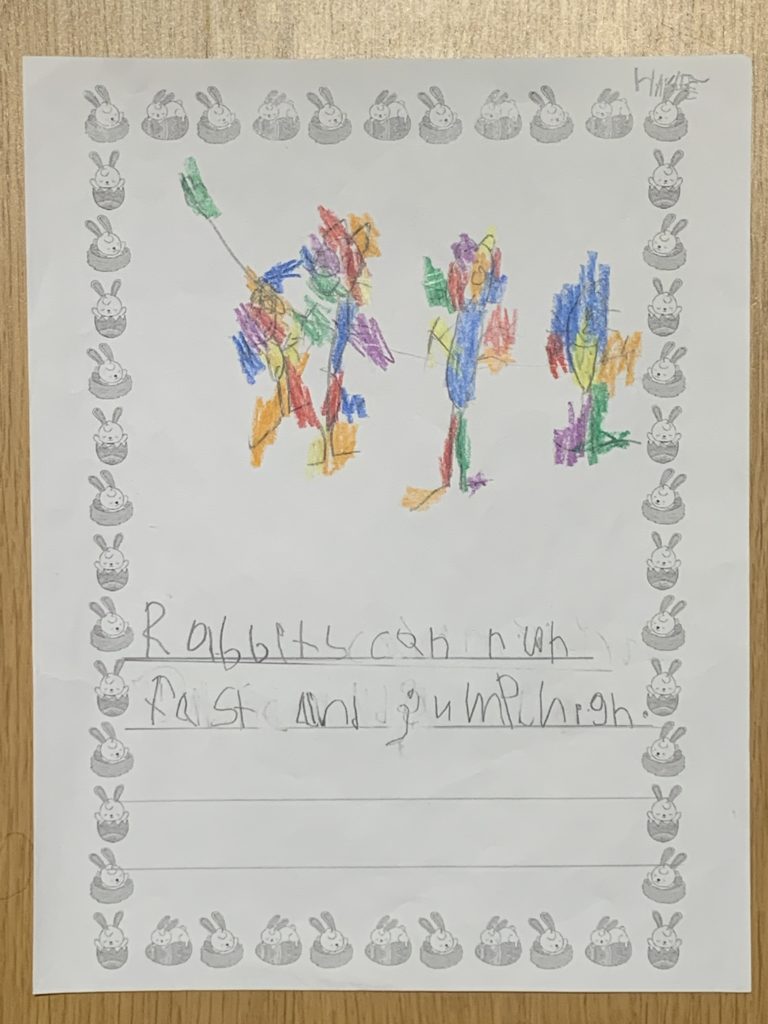 Rabbits can run
fast and jumP high.